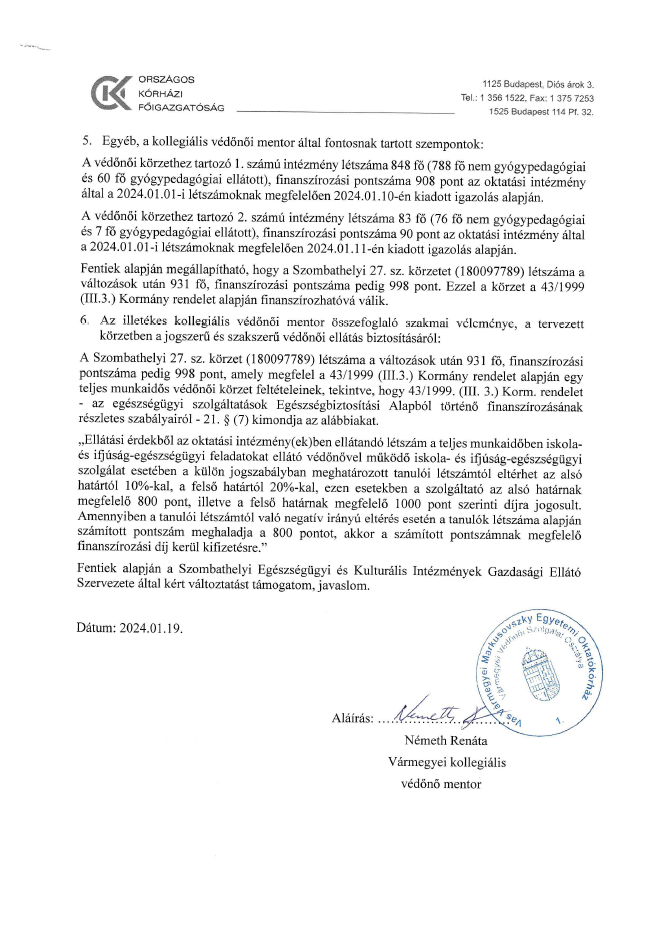 ORSZÁGOS
KÓRHÁZI
FŐIGAZGATÓSÁG
1125 Budapest, Diós árok 3.
Tel.: 1 356 1522, Fax: 1 375 7253
1525 Budapest 114 Pf. 32.
5. Egyéb, a kollegiális védőnői mentor által fontosnak tartott szempontok:
A védőnői körzethez tartozó 1. számú intézmény létszáma 848 fő (788 fő nem gyógypedagógiai
és 60 fő gyógypedagógiai ellátott), finanszírozási pontszáma 908 pont az oktatási intézmény
által a 2024.01.01-i létszámoknak megfelelően 2024.01.10-én kiadott igazolás alapján.
A védőnői körzethez tartozó 2. számú intézmény létszáma 83 fő (76 fő nem gyógypedagógiai
és 7 fő gyógypedagógiai ellátott), finanszírozási pontszáma 90 pont az oktatási intézmény által
a 2024.01.01-i létszámoknak megfelelően 2024.01.11-én kiadott igazolás alapján.
Fentiek alapján megállapítható, hogy a Szombathelyi 27. sz. körzetet (180097789) létszáma a
változások után 931 fő, finanszírozási pontszáma pedig 998 pont. Ezzel a körzet a 43/1999
(III.3.) Kormány rendelet alapján finanszírozhatóvá válik.
6. Az illetékes kollegiális védőnői mentor összefoglaló szakmai véleménye, a tervezett
körzetben a jogszerű és szakszerű védőnői ellátás biztosításáról:
A Szombathelyi 27. sz. körzet (180097789) létszáma a változások után 931 fő, finanszírozási
pontszáma pedig 998 pont, amely megfelel a 43/1999 (III.3.) Kormány rendelet alapján egy
teljes munkaidős védőnői körzet feltételeinek, tekintve, hogy 43/1999. (III. 3.) Korm. rendelet
- az egészségügyi szolgáltatások Egészségbiztosítási Alapból történő finanszírozásának
részletes szabályairól - 21. § (7) kimondja az alábbiakat.
„Ellátási érdekből az oktatási intézmény(ek)ben ellátandó létszám a teljes munkaidőben iskola-
és ifjúság-egészségügyi feladatokat ellátó védőnővel működő iskola- és ifjúság-egészségügyi
szolgálat esetében a külön jogszabályban meghatározott tanulói létszámtól eltérhet az alsó
határtól 10%-kal, a felső határtól 20%-kal, ezen esetekben a szolgáltató az alsó határnak
megfelelő 800 pont, illetve a felső határnak megfelelő 1000 pont szerinti díjra jogosult.
Amennyiben a tanulói létszámtól való negatív irányú eltérés esetén a tanulók létszáma alapján
számított pontszám meghaladja a 800 pontot, akkor a számított pontszámnak megfelelő
finanszírozási díj kerül kifizetésre.”
Fentiek alapján a Szombathelyi Egészségügyi és Kulturális Intézmények Gazdasági Ellátó
Szervezete által kért változtatást támogatom, javaslom.
Dátum: 2024.01.19.
Vas Vármegyei Markusovszky Egyetemi Oktatókórház
Vármegyei Védőnői Szolgálat Osztálya
1.
Aláírás: Németh
Németh Renáta
Vármegyei kollegiális
védőnő mentor